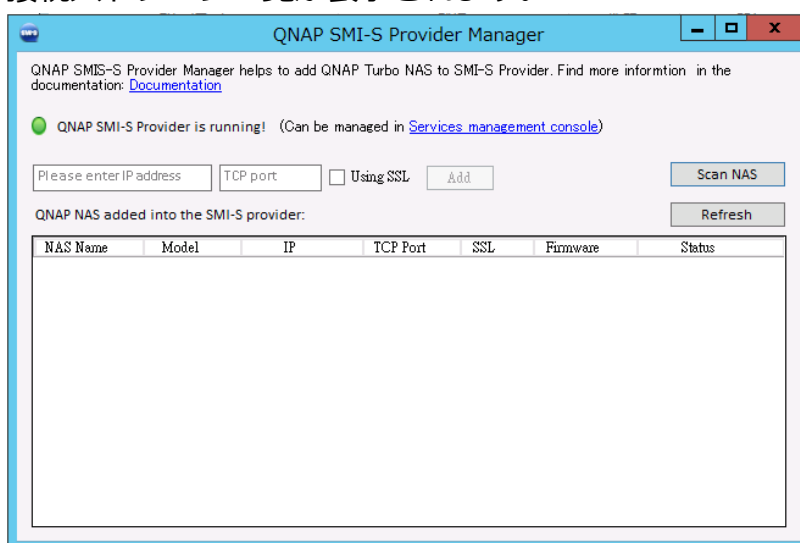 QNAP SMI-S Provider Manager
QNAP SMIS-S Provider Manager helps to add QNAP Turbo NAS to SMI-S Provider. Find more informtion in the
documentation: Documentation
QNAP SMI-S Provider is running! (Can be managed in Services management console)
Please enter IP address TCP port Using SSL Add Scan NAS
QNAP NAS added into the SMI-S provider: Refresh
NAS Name Model IP TCP Port SSL Firmware Status